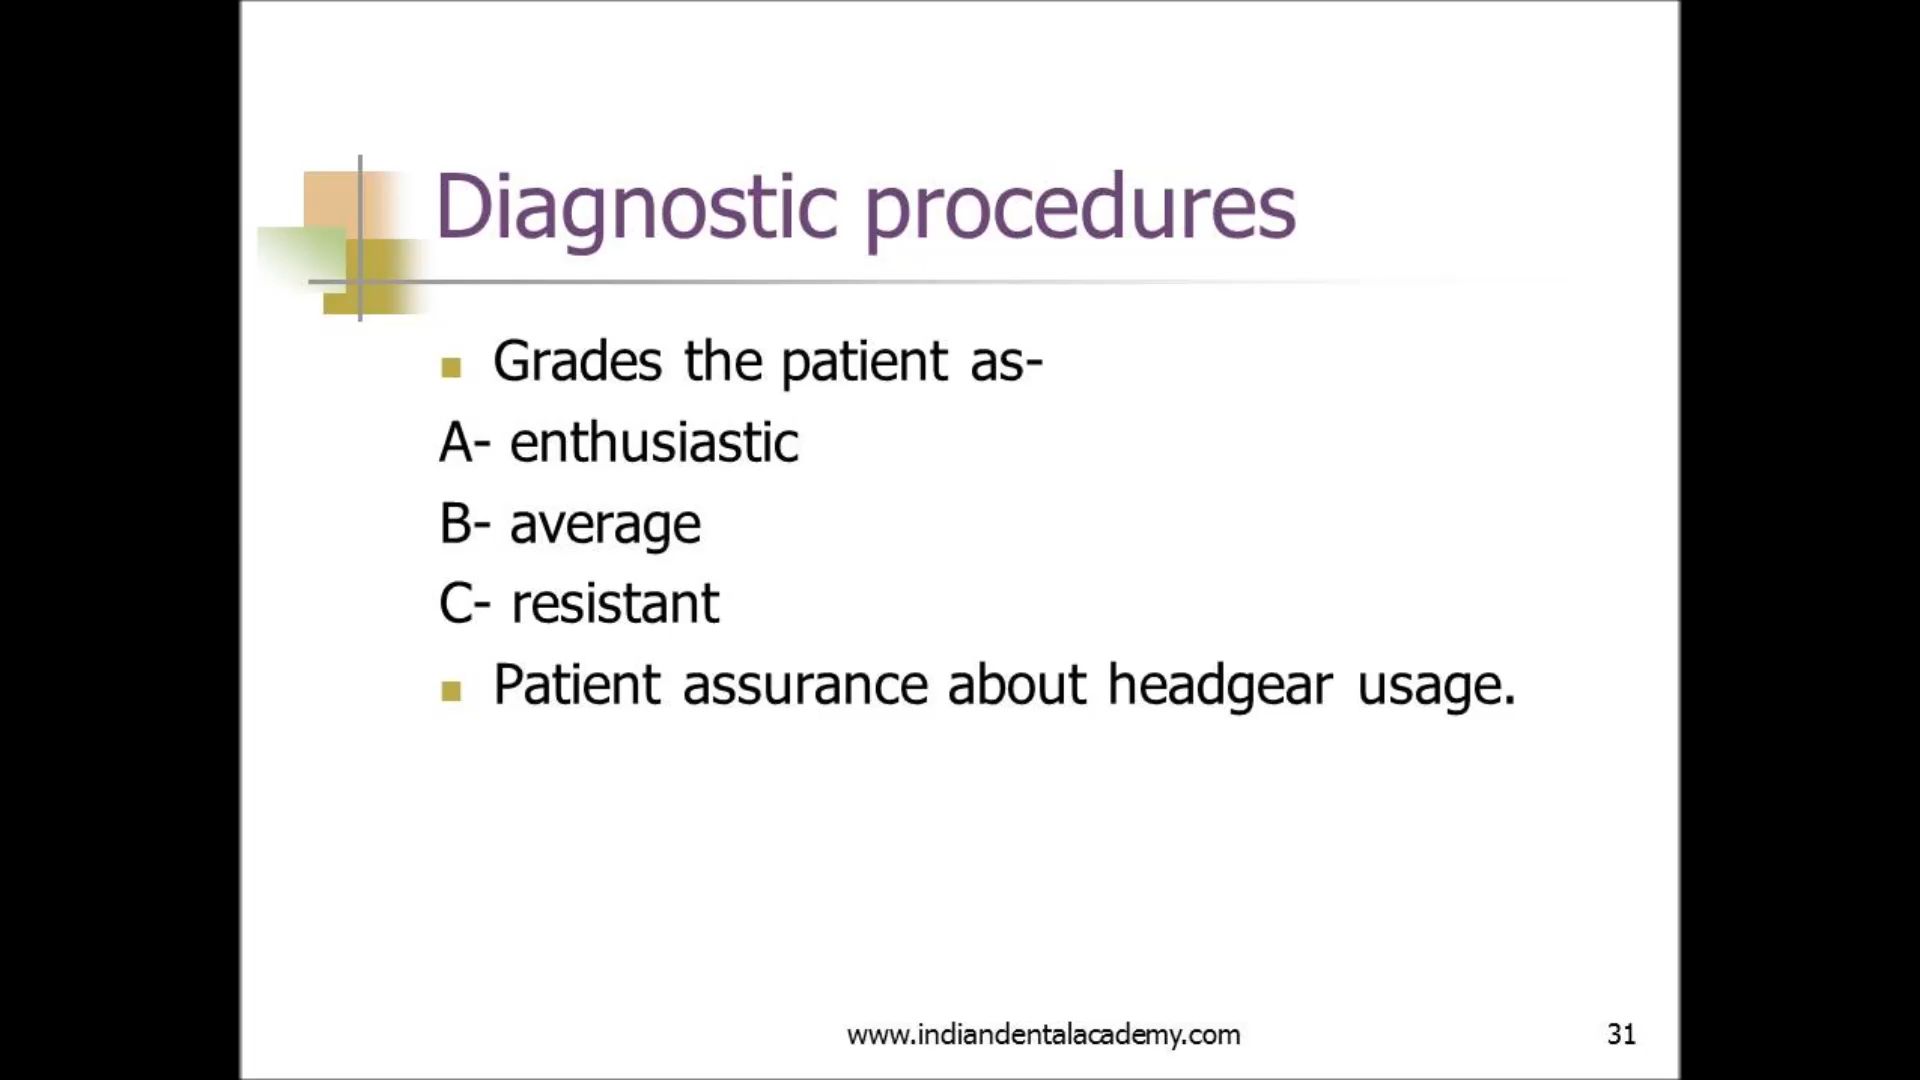 Diagnostic procedures
Grades the patient as-
A- enthusiastic
B- average
C- resistant
Patient assurance about headgear usage.
www.indiandentalacademy.com
31